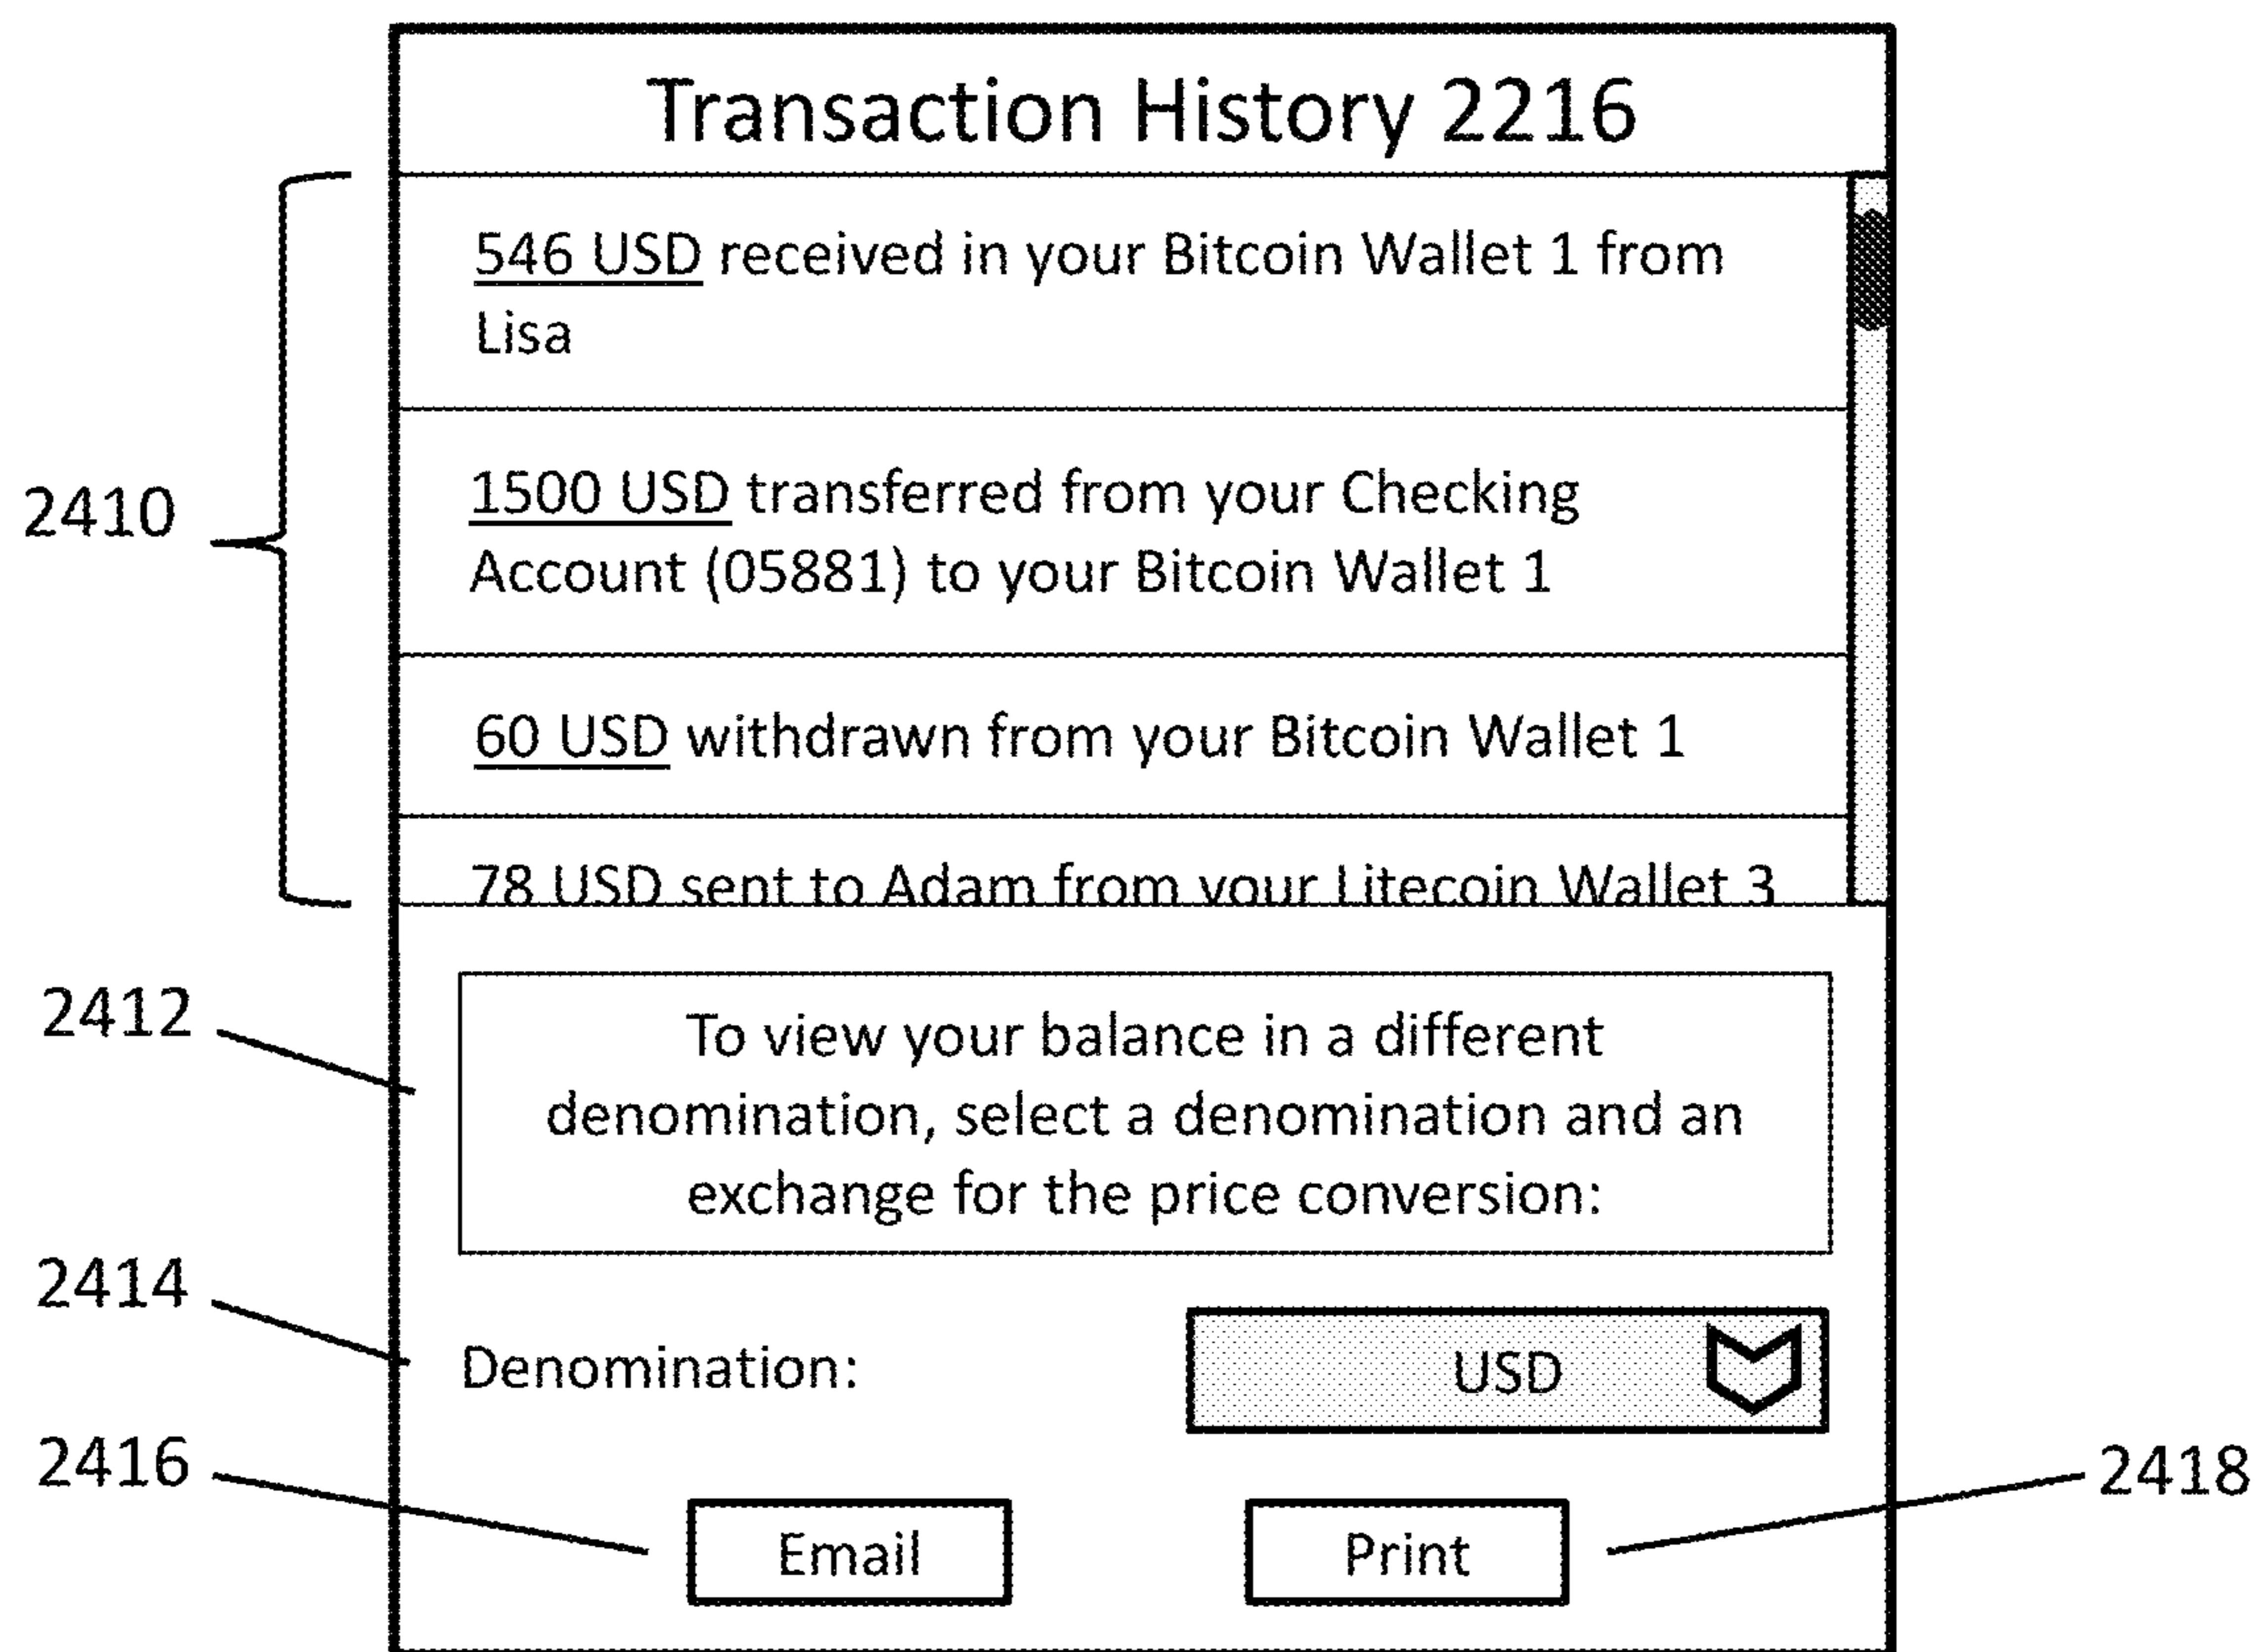 Transaction History 2216
546 USD received in your Bitcoin Wallet 1 from
Lisa
2410
1500 USD transferred from your Checking
Account (05881) to your Bitcoin Wallet 1
60 USD withdrawn from your Bitcoin Wallet 1
78 USD sent to Adam from your Litecoin Wallet 3
2412
To view your balance in a different
denomination, select a denomination and an
exchange for the price conversion:
2414
Denomination:
USD
2416
2418
Email
Print